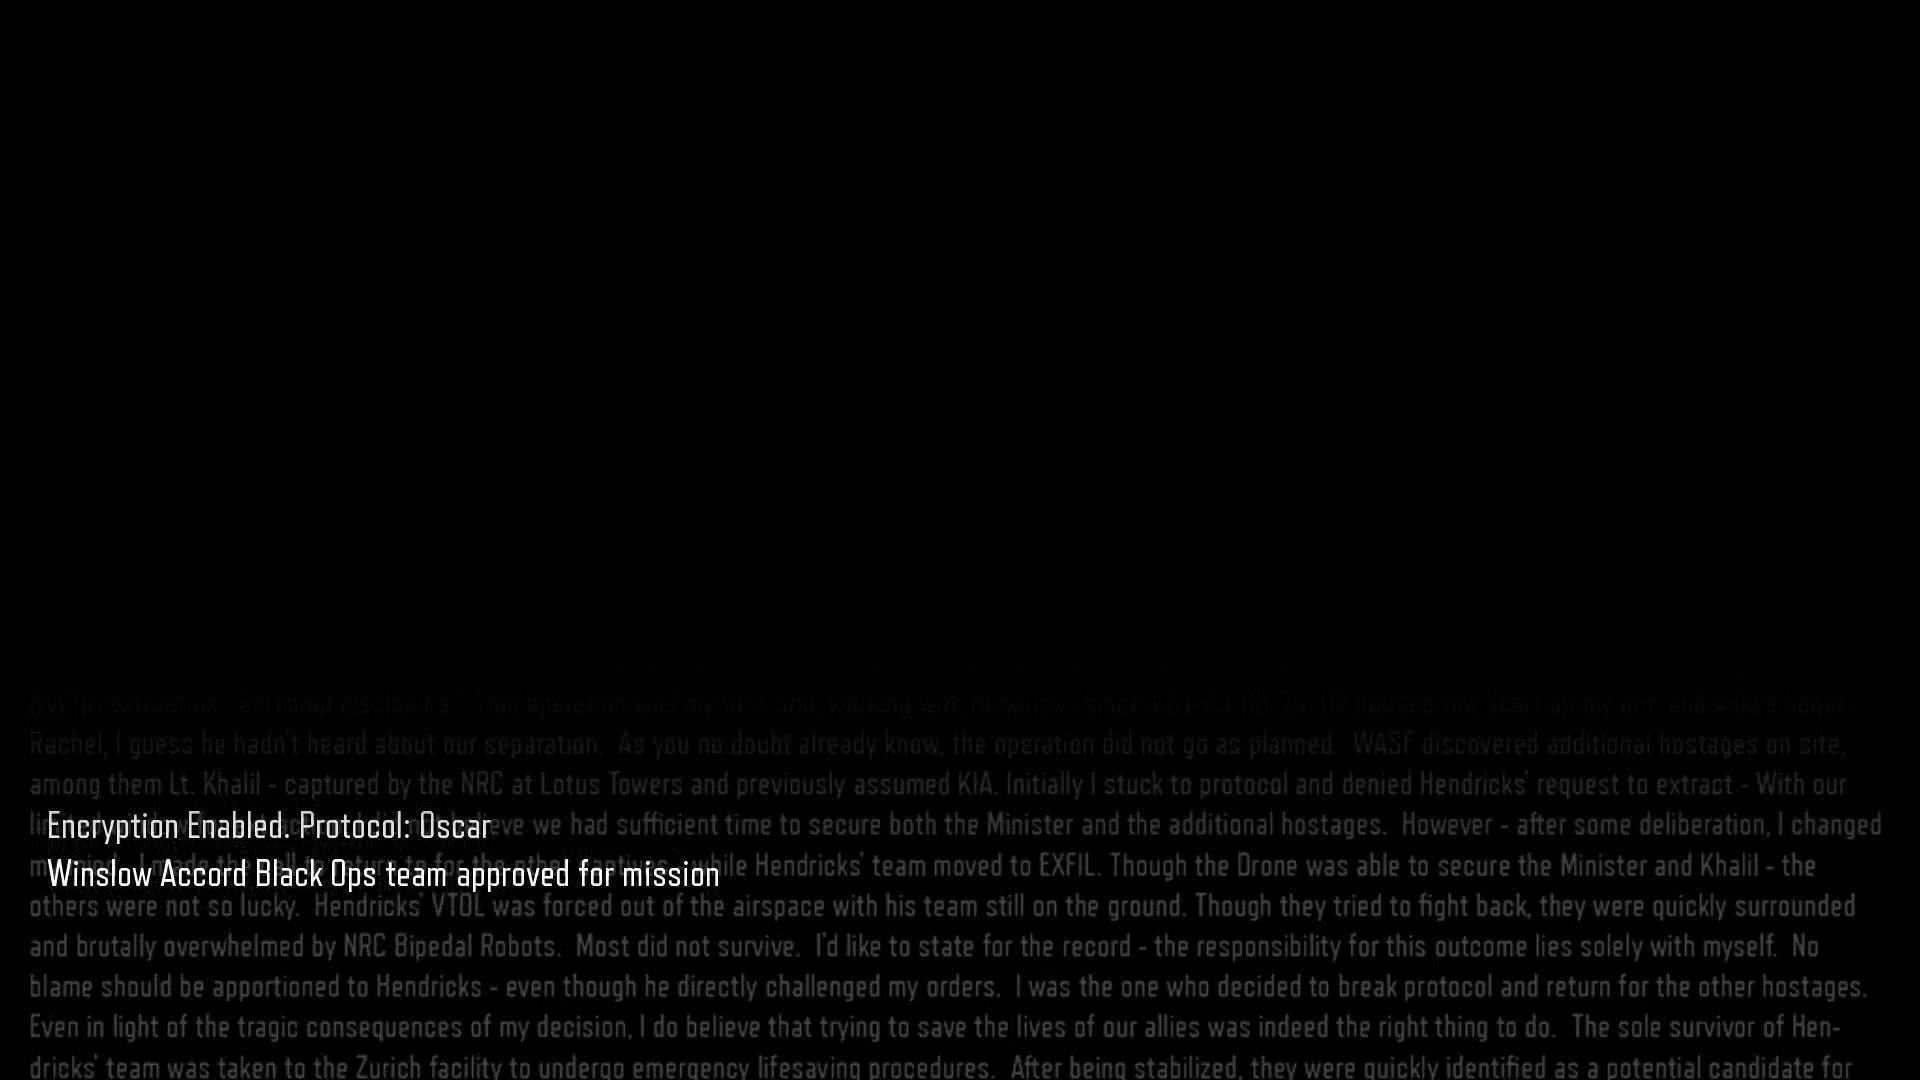 Rachel, I guess he hadn't heard about our separation.  As you no doubt already know, the operation did not go as planned.  WASF discovered additional hostages on site,
among them Lt. Khalil - captured by the NRC at Lotus Towers and previously assumed KIA. Initially I stuck to protocol and denied Hendricks' request to extract - With our
Encryption Enabled. Protocol: Oscar
we had sufficient time to secure both the Minister and the additional hostages.  However - after some deliberation, I changed
Winslow Accord Black Ops team approved for mission
while Hendricks' team moved to EXFIL. Though the Drone was able to secure the Minister and Khalil - the
others were not so lucky.  Hendricks' VTOL was forced out of the airspace with his team still on the ground. Though they tried to fight back, they were quickly surrounded
and brutally overwhelmed by NRC Bipedal Robots.  Most did not survive.  I'd like to state for the record - the responsibility for this outcome lies solely with myself.  No
blame should be apportioned to Hendricks - even though he directly challenged my orders.  I was the one who decided to break protocol and return for the other hostages.
Even in light of the tragic consequences of my decision, I do believe that trying to save the lives of our allies was indeed the right thing to do.  The sole survivor of Hen-
dricks' team was taken to the Zurich facility to undergo emergency lifesaving procedures.  After being stabilized, they were quickly identified as a potential candidate for